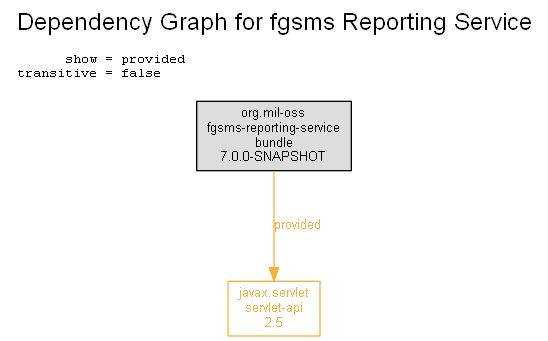 Dependency Graph for fgsms Reporting Service
show = provided
transitive = false
org.mil-oss
fgsms-reporting-service
bundle
7.0.0-SNAPSHOT
provided
javax.servlet
servlet-api
2.5